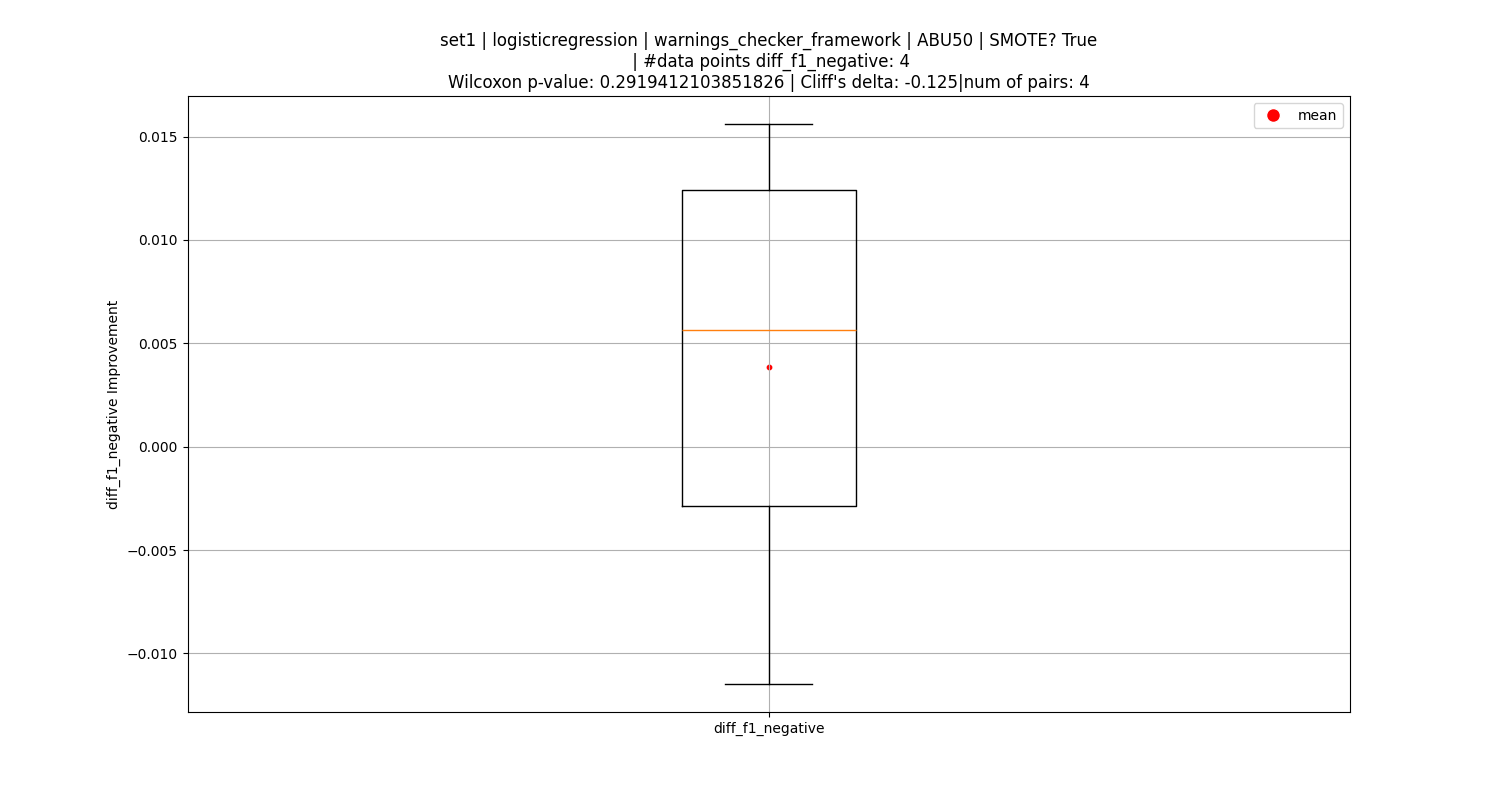 set1 | logisticregression | warnings_checker_framework | ABU50 | SMOTE? True
| #data points diff_f1_negative: 4
Wilcoxon p-value: 0.2919412103851826 | Cliff's delta: -0.125|num of pairs: 4
mean
0.015
0.010
0.005
0.000
−0.005
−0.010
diff_f1_negative Improvement
diff_f1_negative